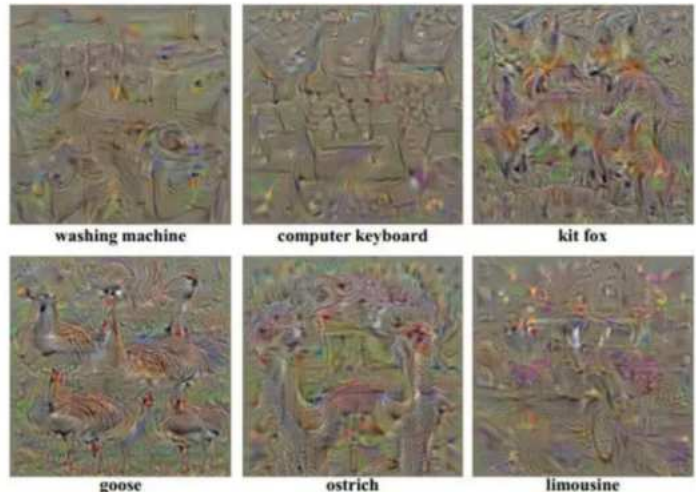 washing machine
computer keyboard
kit fox
goose
ostrich
limousine